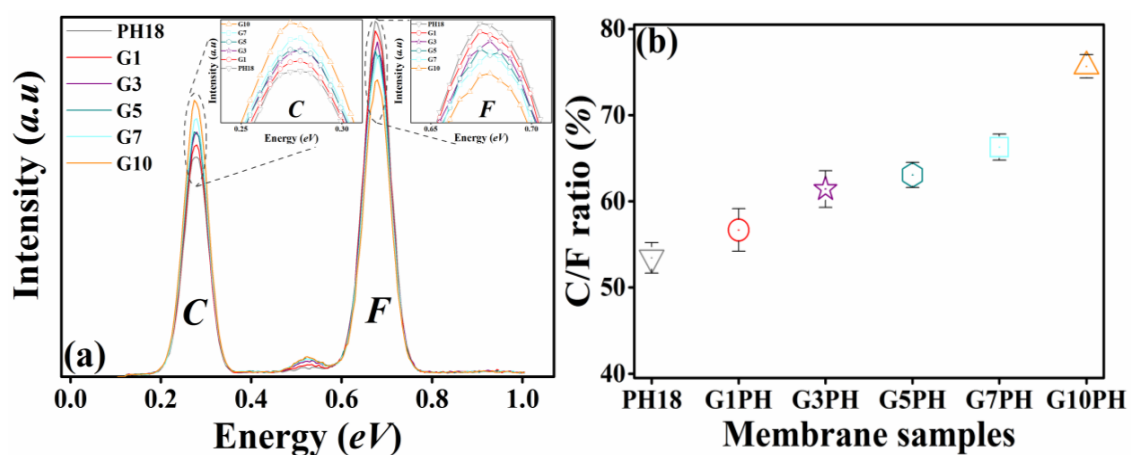 PH18
G1
G3
G5
G7
G10
G10
G7
G5
G3
G1
PH18
Intensity (a.u)
C
0.25 0.30
Energy (eV)
PH18
G1
G3
G5
G7
G10
Intensity (a.u)
F
0.65 0.70
Energy (eV)
Intensity (a.u)
C
F
(a)
0.0 0.2 0.4 0.6 0.8 1.0
Energy (eV)
(b)
C/F ratio (%)
80
70
60
50
40
PH18 G1PH G3PH G5PH G7PH G10PH
Membrane samples